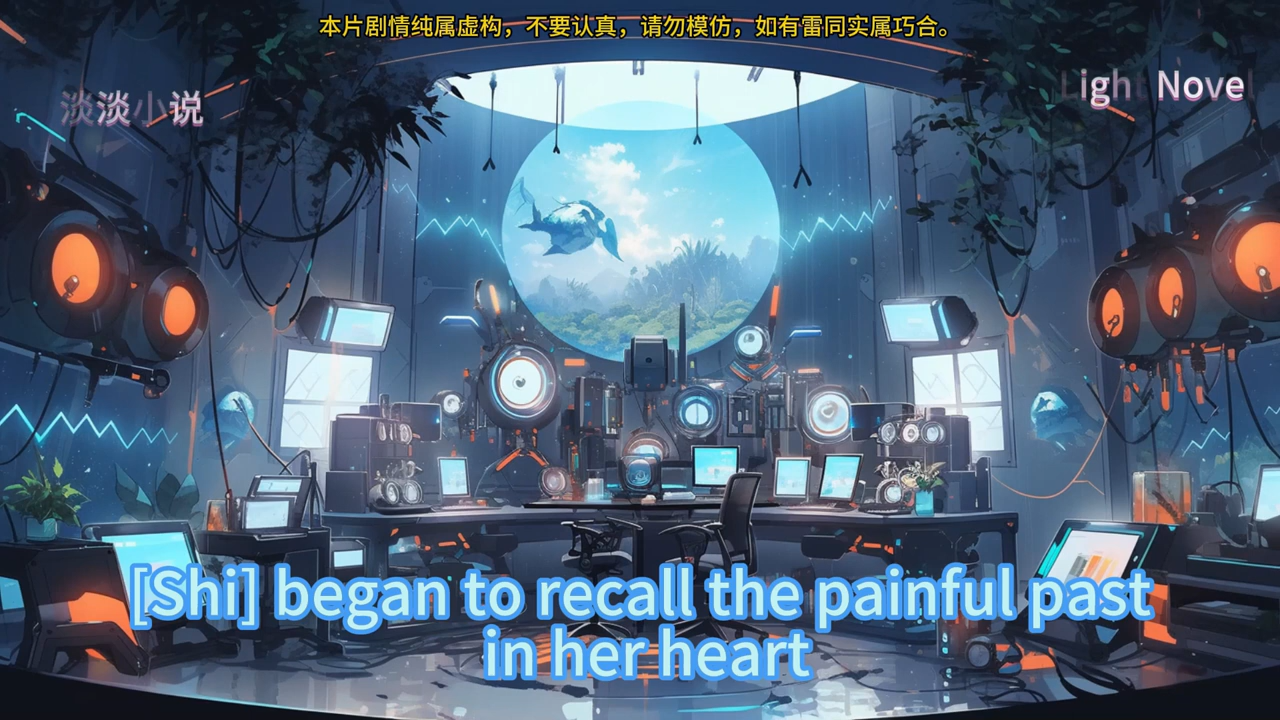 本片剧情纯属虚构，不要认真，请勿模仿，如有雷同实属巧合。
淡淡小说
Light Novel
[Shi] began to recall the painful past
in her heart